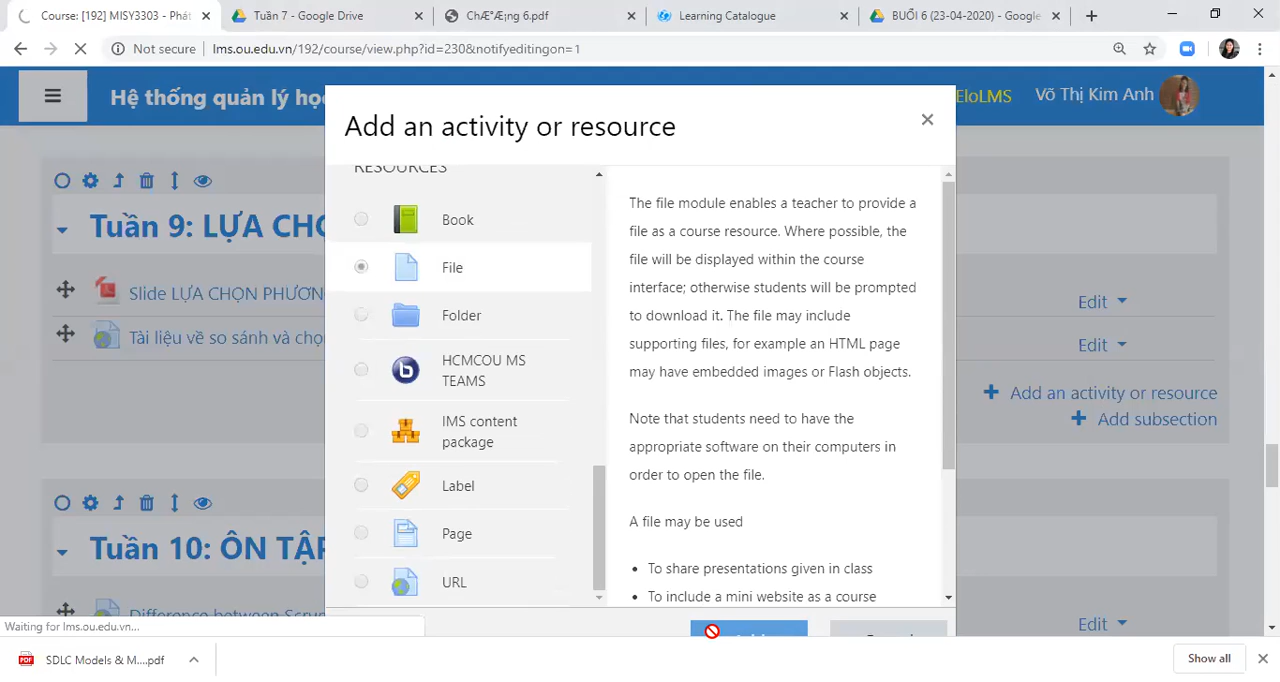 Course: [192] MISY3303 - Phát
Tuần 7 - Google Drive
ChÆ°Æ¡ng 6.pdf
Learning Catalogue
BUỔI 6 (23-04-2020) - Google
Not secure
lms.ou.edu.vn/192/course/view.php?id=230&notifyeditingon=1
Hệ thống quản lý học
EloLMS
Võ Thị Kim Anh
Add an activity or resource
RESOURCES
Book
File
Folder
HCMCOU MS
TEAMS
IMS content
package
Label
Page
URL
The file module enables a teacher to provide a
file as a course resource. Where possible, the
file will be displayed within the course
interface; otherwise students will be prompted
to download it. The file may include
supporting files, for example an HTML page
may have embedded images or Flash objects.
Note that students need to have the
appropriate software on their computers in
order to open the file.
A file may be used
• To share presentations given in class
• To include a mini website as a course
Tuần 9: LỰA CHỌ
Slide LỰA CHỌN PHƯƠNG
Edit
Tài liệu về so sánh và chọ
Edit
Add an activity or resource
Add subsection
Tuần 10: ÔN TẬP
Difference between Scru
Edit
Waiting for lms.ou.edu.vn...
SDLC Models & M....pdf
Show all